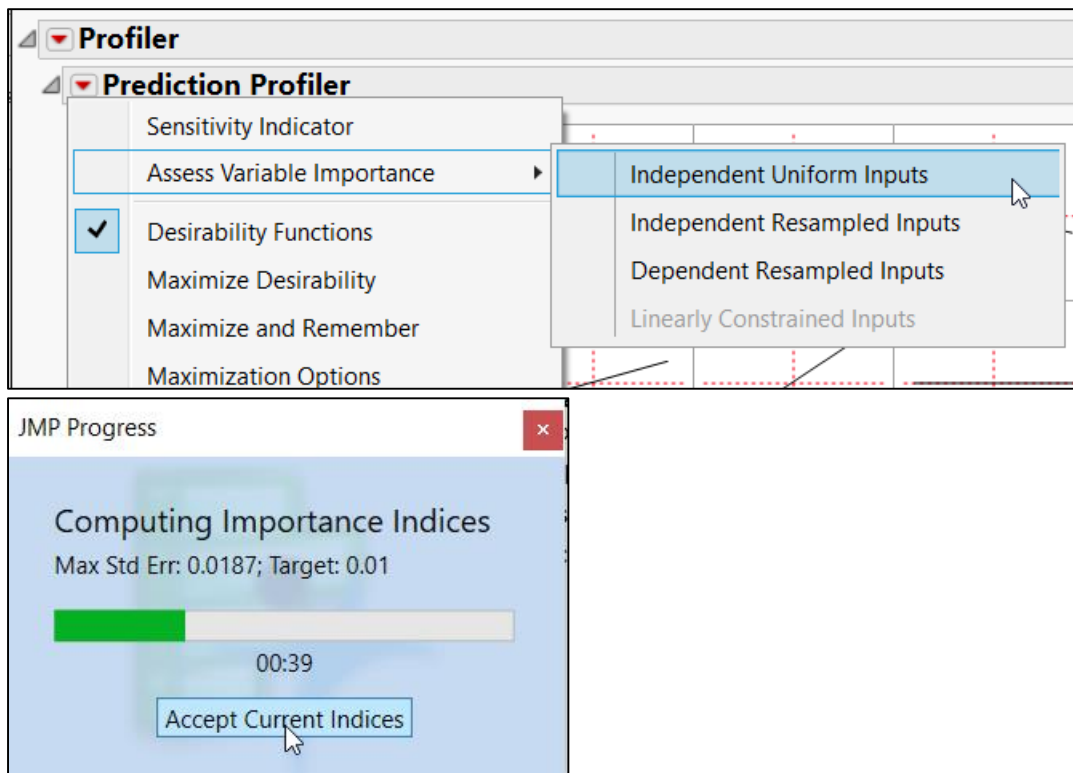 Profiler
Prediction Profiler
Sensitivity Indicator
Assess Variable Importance
Independent Uniform Inputs
Independent Resampled Inputs
Dependent Resampled Inputs
Linearly Constrained Inputs
Desirability Functions
Maximize Desirability
Maximize and Remember
Maximization Options
JMP Progress
Computing Importance Indices
Max Std Err: 0.0187; Target: 0.01
00:39
Accept Current Indices